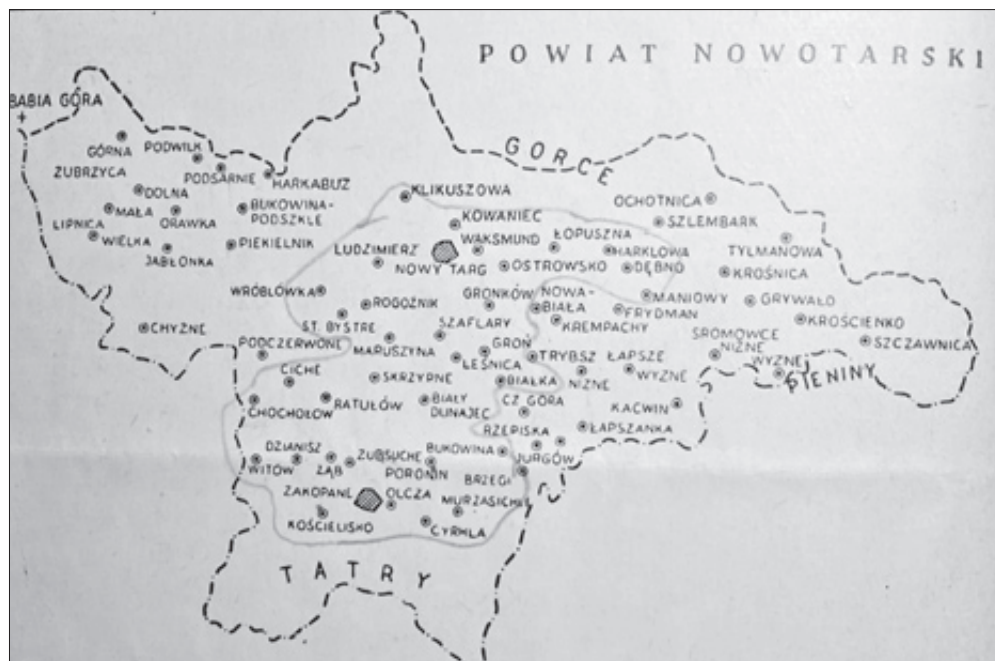 POWIAT NOWOTARSKI
BABIA GÓRA
GORCE
GÓRNA
PODWILK
ZUBRZYCA
PODSARNIE
HARKABUZ
DOLNA
KLIKUSZOWA
OCHOTNICA
LIPNICA
MAŁA
ORAWKA
BUKOWINA-
PODSZKLE
KOWANIEC
SZLEMBARK
WIELKA
PIEKIELNIK
LUDZIMIERZ
WAKSMUND
ŁOPUSZNA
HARKLOWA
TYLMANOWA
JABŁONKA
NOWY TARG
OSTROWSKO
DĘBNO
KROŚNICA
WRÓBLÓWKA
ROGOŹNIK
GRONKÓW
NOWA-
BIAŁA
MANIOWY
GRYWAŁD
FRYDMAN
CHYŻNE
ST. BYSTRE
SZAFLARY
KREMPACHY
KROŚCIENKO
PODCZERWONE
MARUSZYNA
GROŃ
LEŚNICA
TRYBSZ
ŁAPSZE
SROMOWCE
NIŻNE
SZCZAWNICA
CICHE
SKRZYPNE
BIAŁKA
NIŻNE
WYŻNE
WYŻNE
PIENINY
CHOCHOŁÓW
RATUŁÓW
BIAŁY
DUNAJEC
CZ. GÓRA
KACWIN
RZEPISKA
ŁAPSZANKA
DZIANISZ
ZUBSUCHE
BUKOWINA
JURGÓW
WITÓW
ZĄB
PORONIN
BRZEGI
ZAKOPANE
OLCZA
MURZASICHLE
KOŚCIELISKO
CYRHLA
TATRY